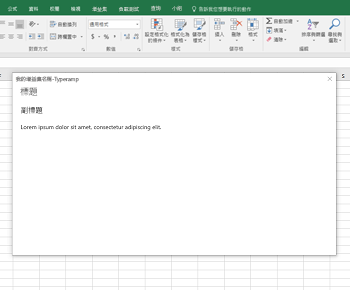 公式 資料 校閱 檢視 增益集 負載測試 查詢 小組 告訴我您想要執行的動作
自動換列 通用格式 自動加總
跨欄置中 $ % 設定格式化的條件 格式化為表格 儲存格樣式 插入 刪除 格式 填滿 清除 排序與篩選 尋找與選取
對齊方式 數值 樣式 儲存格 編輯
S
我的增益集名稱-Typeramp
標題
副標題
Lorem ipsum dolor sit amet, consectetur adipiscing elit.